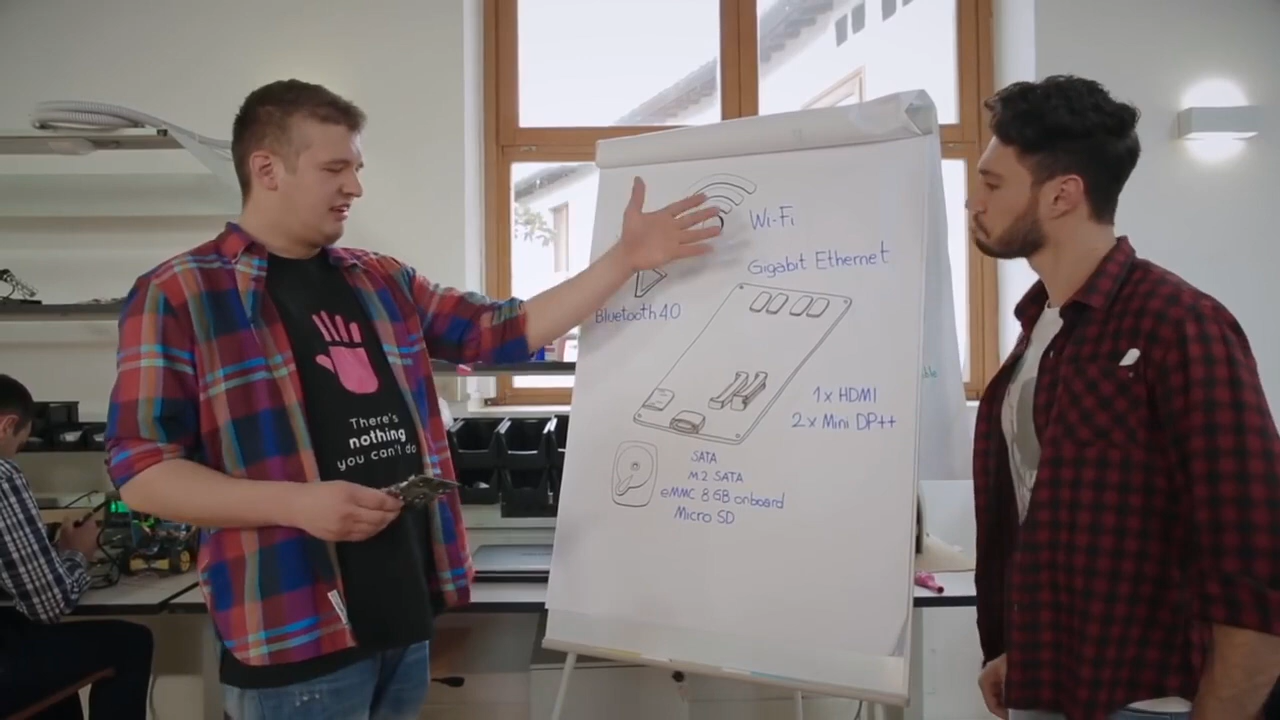 Wi-Fi
Gigabit Ethernet
Bluetooth 4.0
1x HDMI
2x Mini DP++
SATA
M.2 SATA
eMMC 8 GB onboard
Micro SD
There's
nothing
you can't do